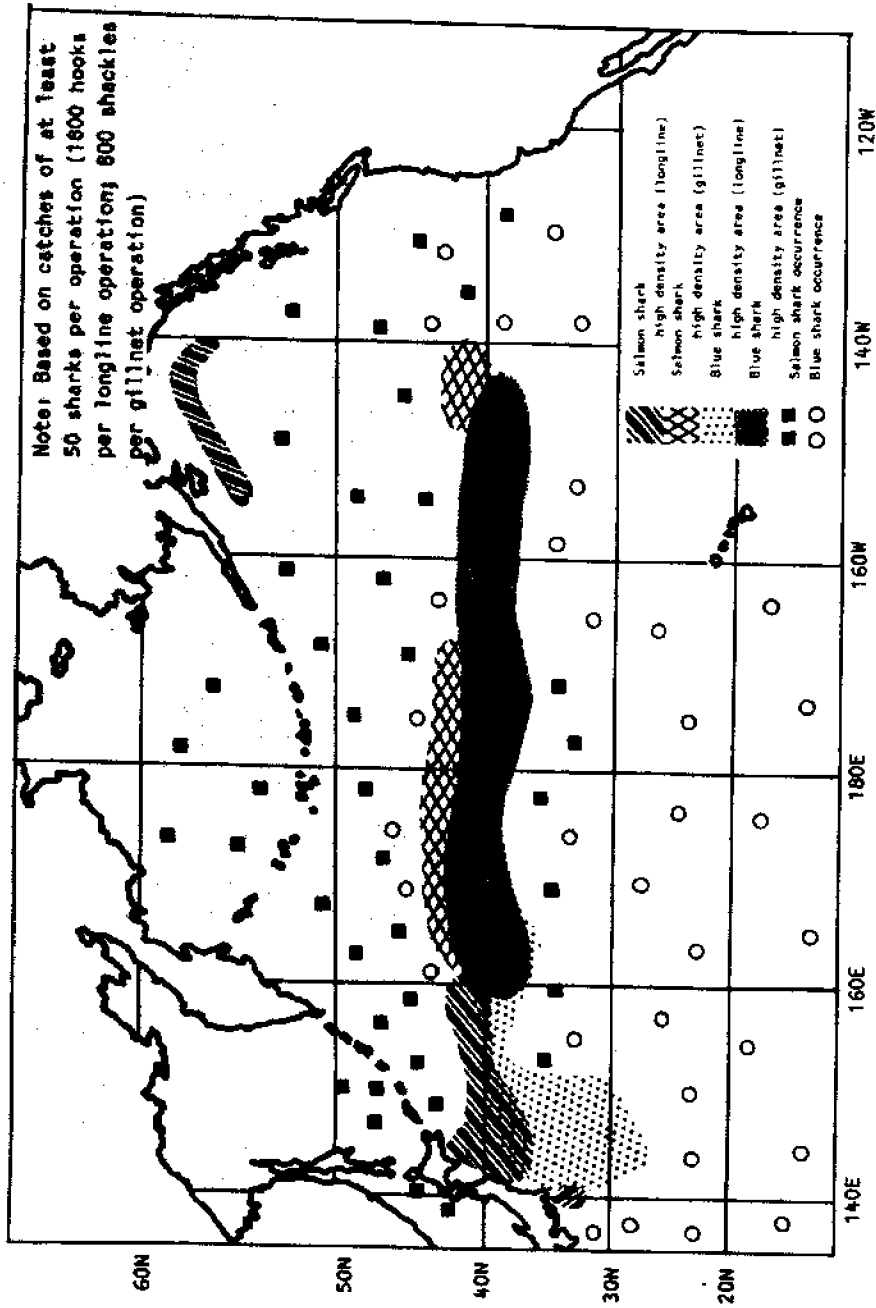 Note: Based on catches of at least
50 sharks per operation (1800 hooks
per longline operation; 600 shackles
per gillnet operation)
Salmon shark
high density area (longline)
Salmon shark
high density area (gillnet)
Blue shark
high density area (longline)
Blue shark
high density area (gillnet)
Salmon shark occurrence
Blue shark occurrence
60N
50N
40N
30N
20N
140E
160E
180E
160W
140N
120W